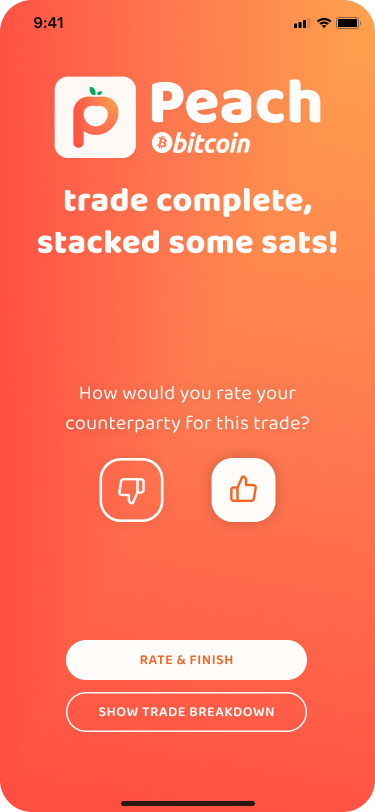 9:41
Peach
bitcoin
trade complete,
stacked some sats!
How would you rate your
counterparty for this trade?
RATE & FINISH
SHOW TRADE BREAKDOWN